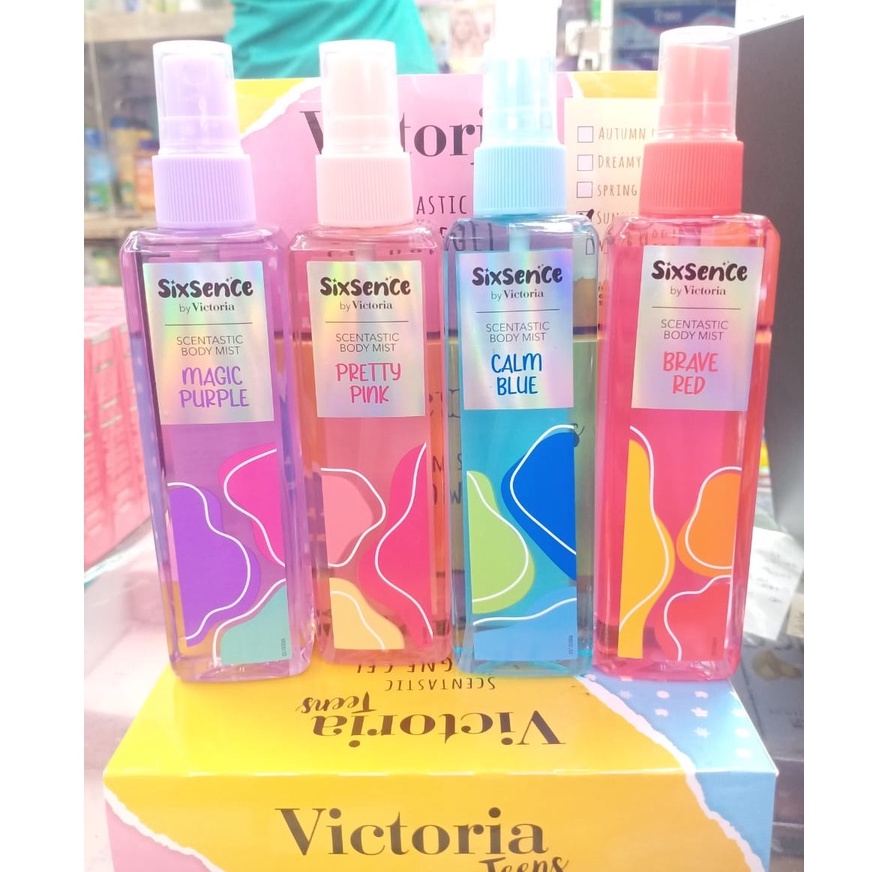 Victoria
AUTUMN
DREAMY
SPRING
SixSence
by Victoria
SCENTASTIC
BODY MIST
MAGIC
PURPLE
SixSence
by Victoria
SCENTASTIC
BODY MIST
PRETTY
PINK
SixSence
by Victoria
SCENTASTIC
BODY MIST
CALM
BLUE
SixSence
by Victoria
SCENTASTIC
BODY MIST
BRAVE
RED
SCENTASTIC
Victoria
Teens
Victoria
Teens